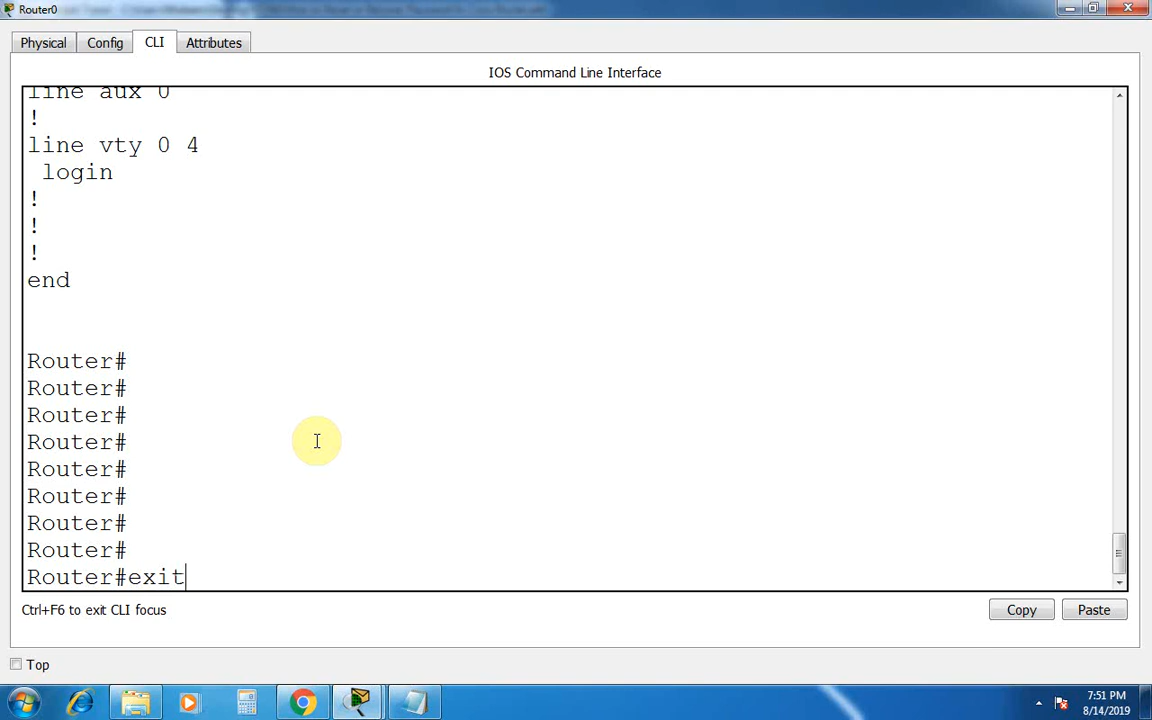 Router0
Physical Config CLI Attributes
IOS Command Line Interface
line aux 0
!
line vty 0 4
login
!
!
!
end
Router#
Router#
Router#
Router#
Router#
Router#
Router#
Router#
Router#exit
Ctrl+F6 to exit CLI focus
Copy Paste
Top
7:51 PM
8/14/2019